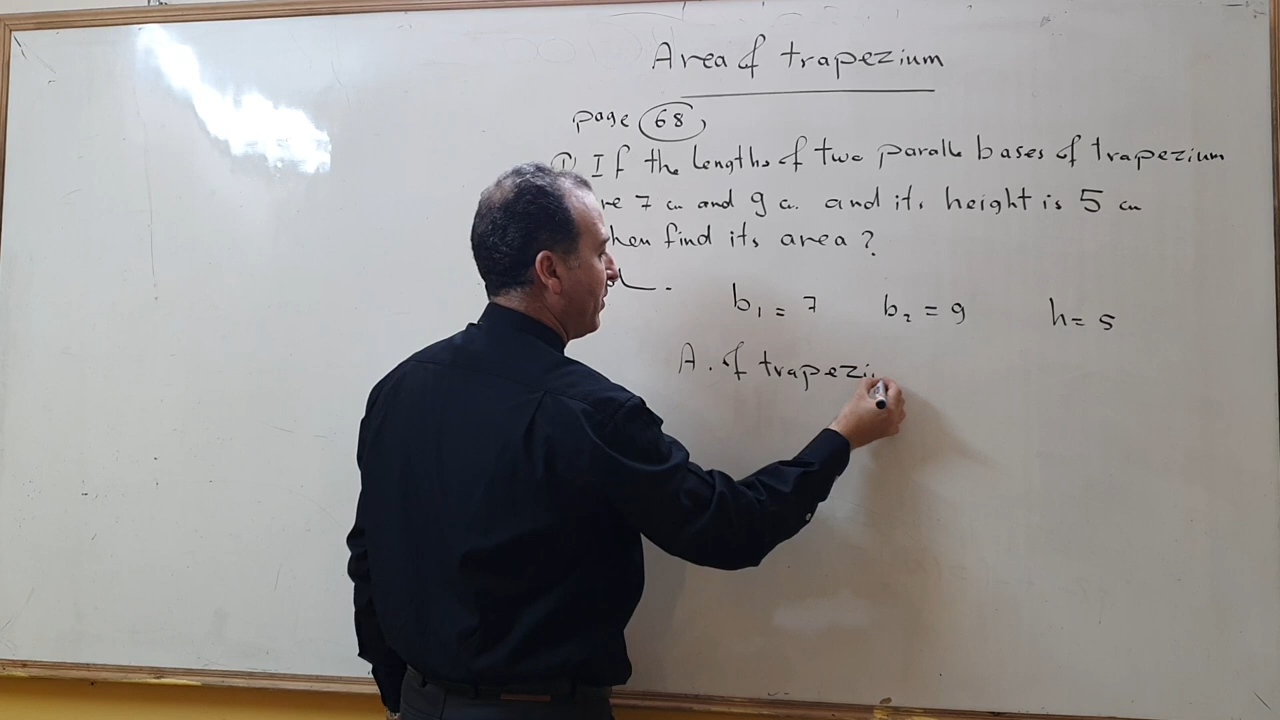 Area of trapezium
page 68,
① If the lengths of two paralle bases of trapezium
re 7 cm and 9 c. and its height is 5 cm
hen find its area?
b₁ = 7 b₂ = 9 h = 5
A. of trapezi